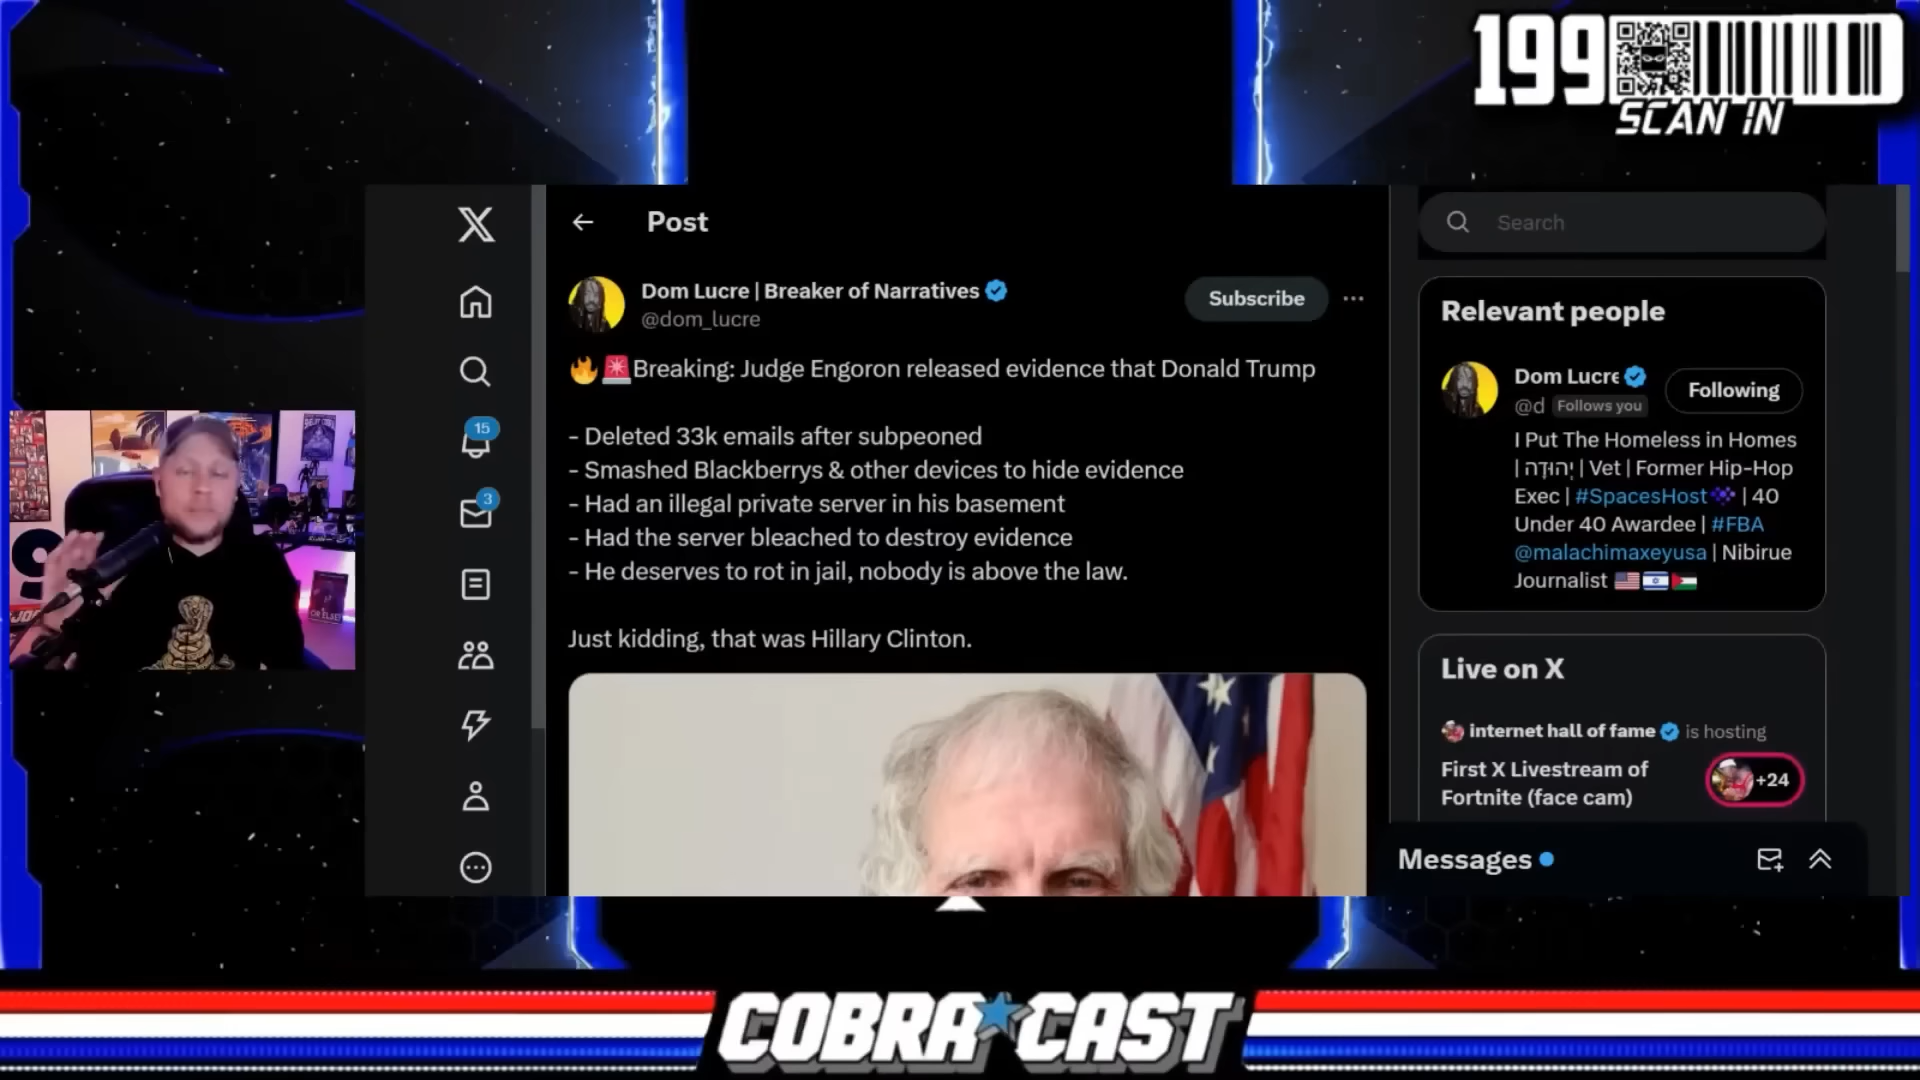 199
SCAN IN
Post
Search
Dom Lucre | Breaker of Narratives
@dom_lucre
Subscribe
Breaking: Judge Engoron released evidence that Donald Trump
- Deleted 33k emails after subpeoned
- Smashed Blackberrys & other devices to hide evidence
- Had an illegal private server in his basement
- Had the server bleached to destroy evidence
- He deserves to rot in jail, nobody is above the law.
Just kidding, that was Hillary Clinton.
15
3
Relevant people
Dom Lucre
Following
@d Follows you
I Put The Homeless in Homes
| יְהוּדָה | Vet | Former Hip-Hop
Exec | #SpacesHost | 40
Under 40 Awardee | #FBA
@malachimaxeyusa | Nibirue
Journalist
Live on X
internet hall of fame is hosting
First X Livestream of
Fortnite (face cam)
+24
Messages
OR ELSE!
COBRA CAST